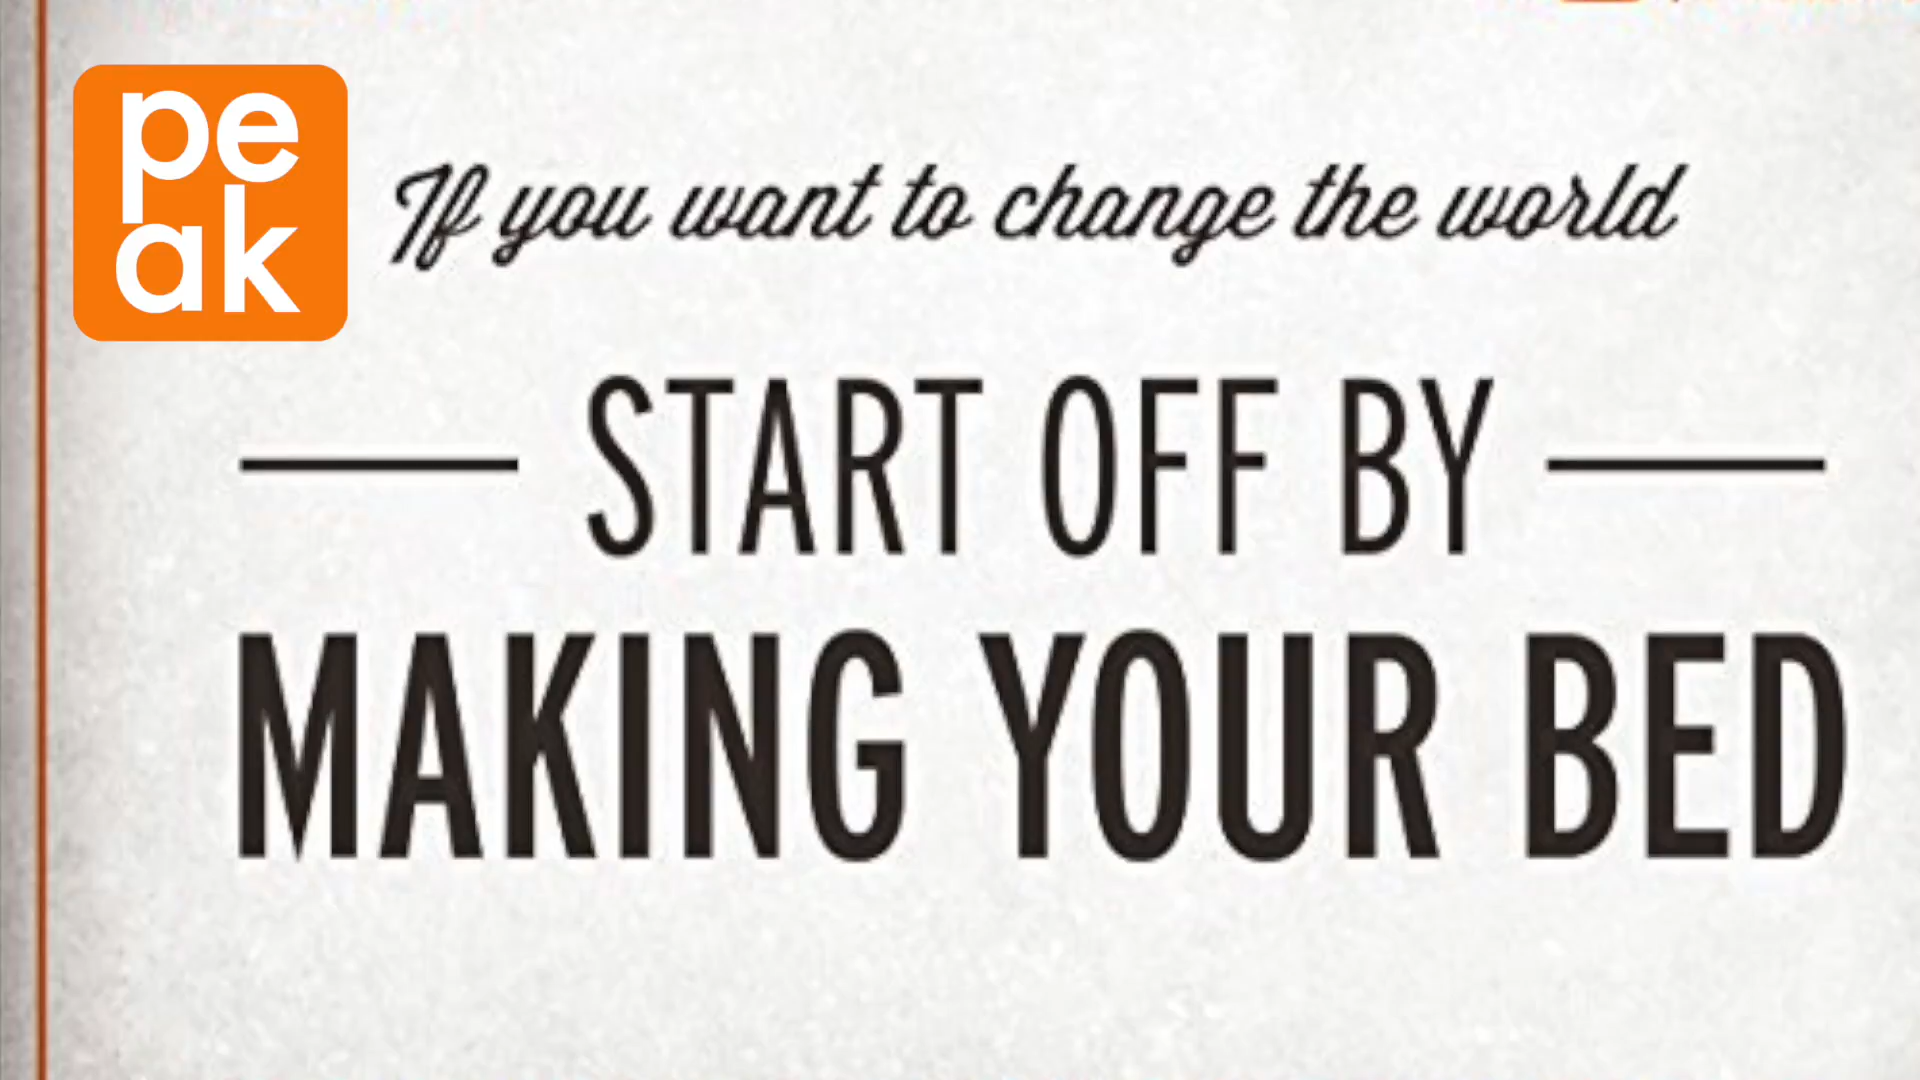 pe
ak
If you want to change the world
START OFF BY
MAKING YOUR BED